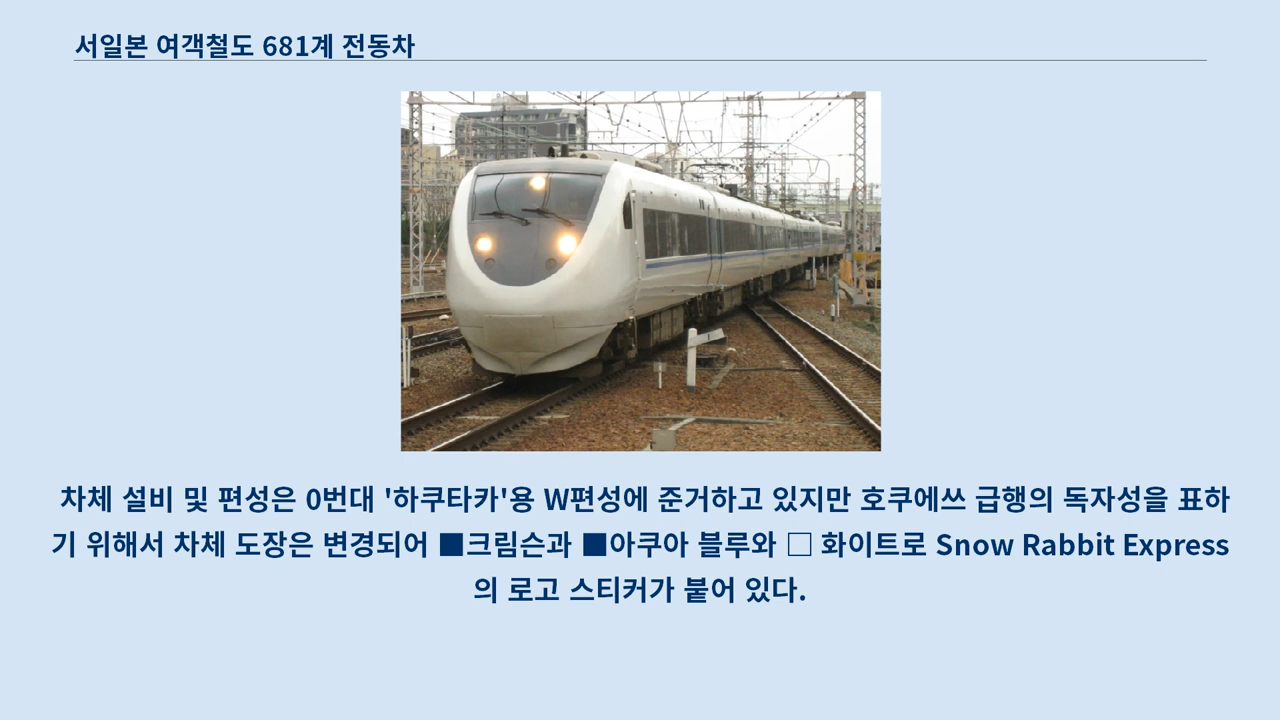 서일본 여객철도 681계 전동차
차체 설비 및 편성은 0번대 '하쿠타카'용 W편성에 준거하고 있지만 호쿠에쓰 급행의 독자성을 표하
기 위해서 차체 도장은 변경되어 ■크림슨과 ■아쿠아 블루와 □ 화이트로 Snow Rabbit Express
의 로고 스티커가 붙어 있다.